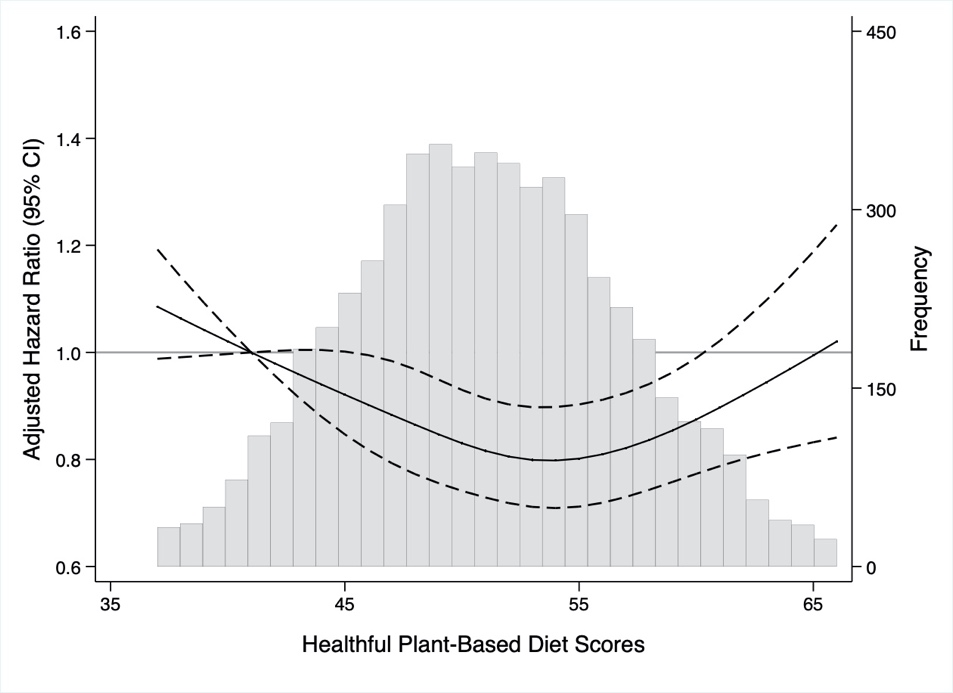 1.6
1.4
1.2
1.0
0.8
0.6
Adjusted Hazard Ratio (95% CI)
450
300
150
0
Frequency
35 45 55 65
Healthful Plant-Based Diet Scores